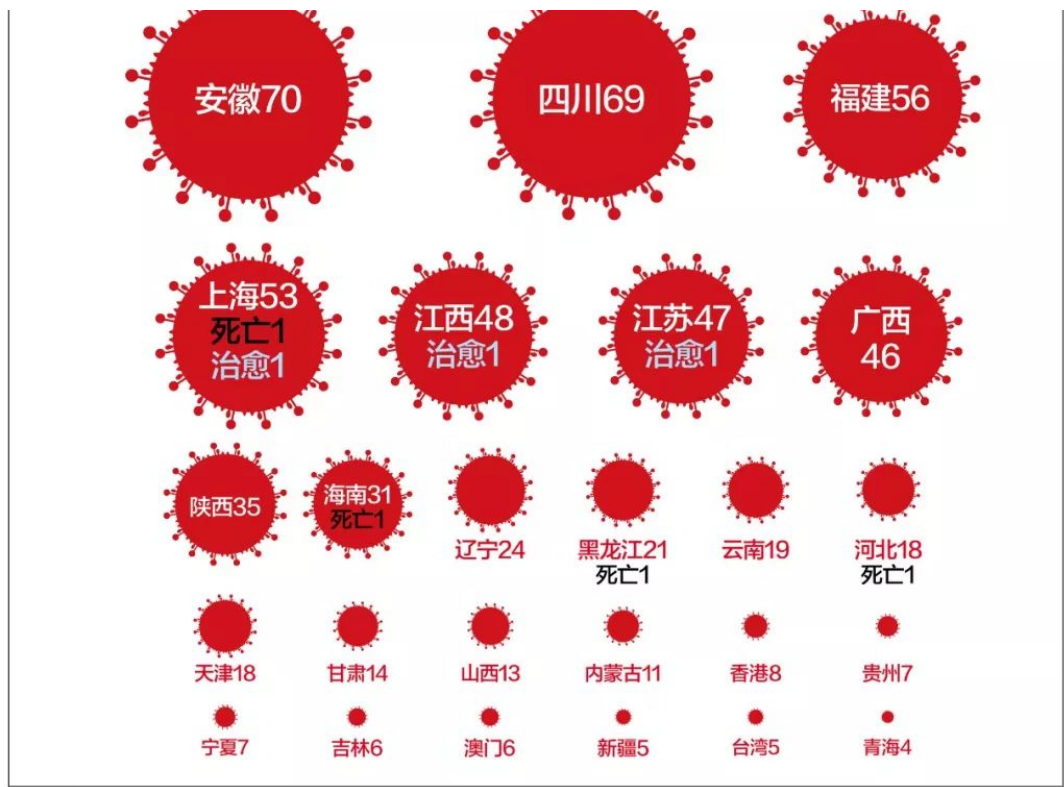 安徽70
四川69
福建56
上海53
死亡1
治愈1
江西48
治愈1
江苏47
治愈1
广西
46
陕西35
海南31
死亡1
辽宁24
黑龙江21
死亡1
云南19
河北18
死亡1
天津18
甘肃14
山西13
内蒙古11
香港8
贵州7
宁夏7
吉林6
澳门6
新疆5
台湾5
青海4